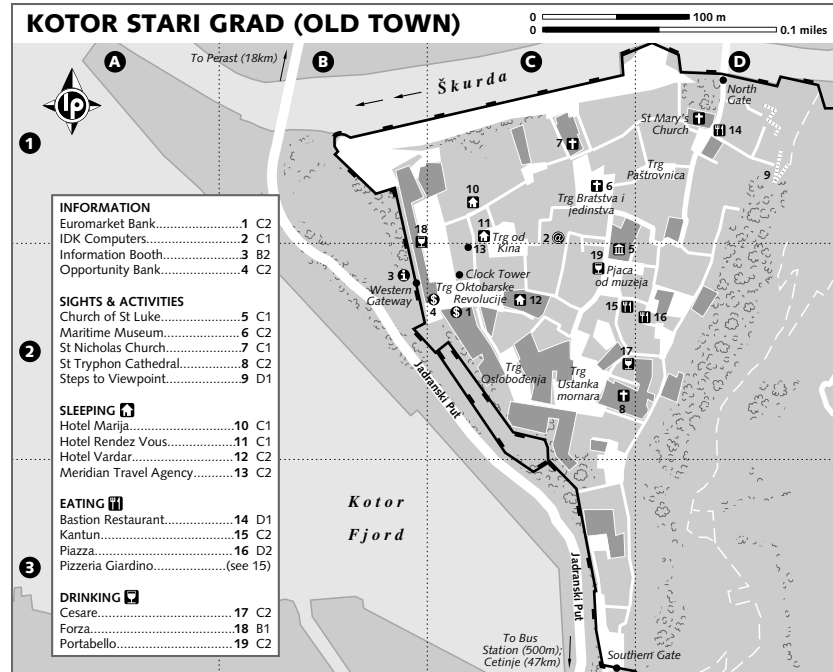 KOTOR STARI GRAD (OLD TOWN)
0 100 m
0 0.1 miles
A B C D
To Perast (18km)
Škurda
North
Gate
lp
St Mary's
Church
14
1
7
Trg
Paštrovnica
9
6
10
Trg Bratstva i
jedinstva
INFORMATION
Euromarket Bank 1 C2
IDK Computers 2 C1
Information Booth 3 B2
Opportunity Bank 4 C2
SIGHTS & ACTIVITIES
Church of St Luke 5 C1
Maritime Museum 6 C2
St Nicholas Church 7 C1
St Tryphon Cathedral 8 C2
Steps to Viewpoint 9 D1
SLEEPING
Hotel Marija 10 C1
Hotel Rendez Vous 11 C1
Hotel Vardar 12 C2
Meridian Travel Agency 13 C2
EATING
Bastion Restaurant 14 D1
Kantun 15 C2
Piazza 16 D2
Pizzeria Giardino (see 15)
DRINKING
Cesare 17 C2
Forza 18 B1
Portabello 19 C2
11
18
Trg od
Kina
2 @
13
5
19
Pjaca
od muzeja
3 i
Clock Tower
Western
Gateway
Trg
Oktobarske
Revolucije
12
$
4
$
1
15
16
2
17
Trg
Oslobođenja
Trg
Ustanka
mornara
8
Jadranski Put
Kotor
Fjord
3
Jadranski Put
To Bus
Station (500m);
Cetinje (47km)
Southern Gate